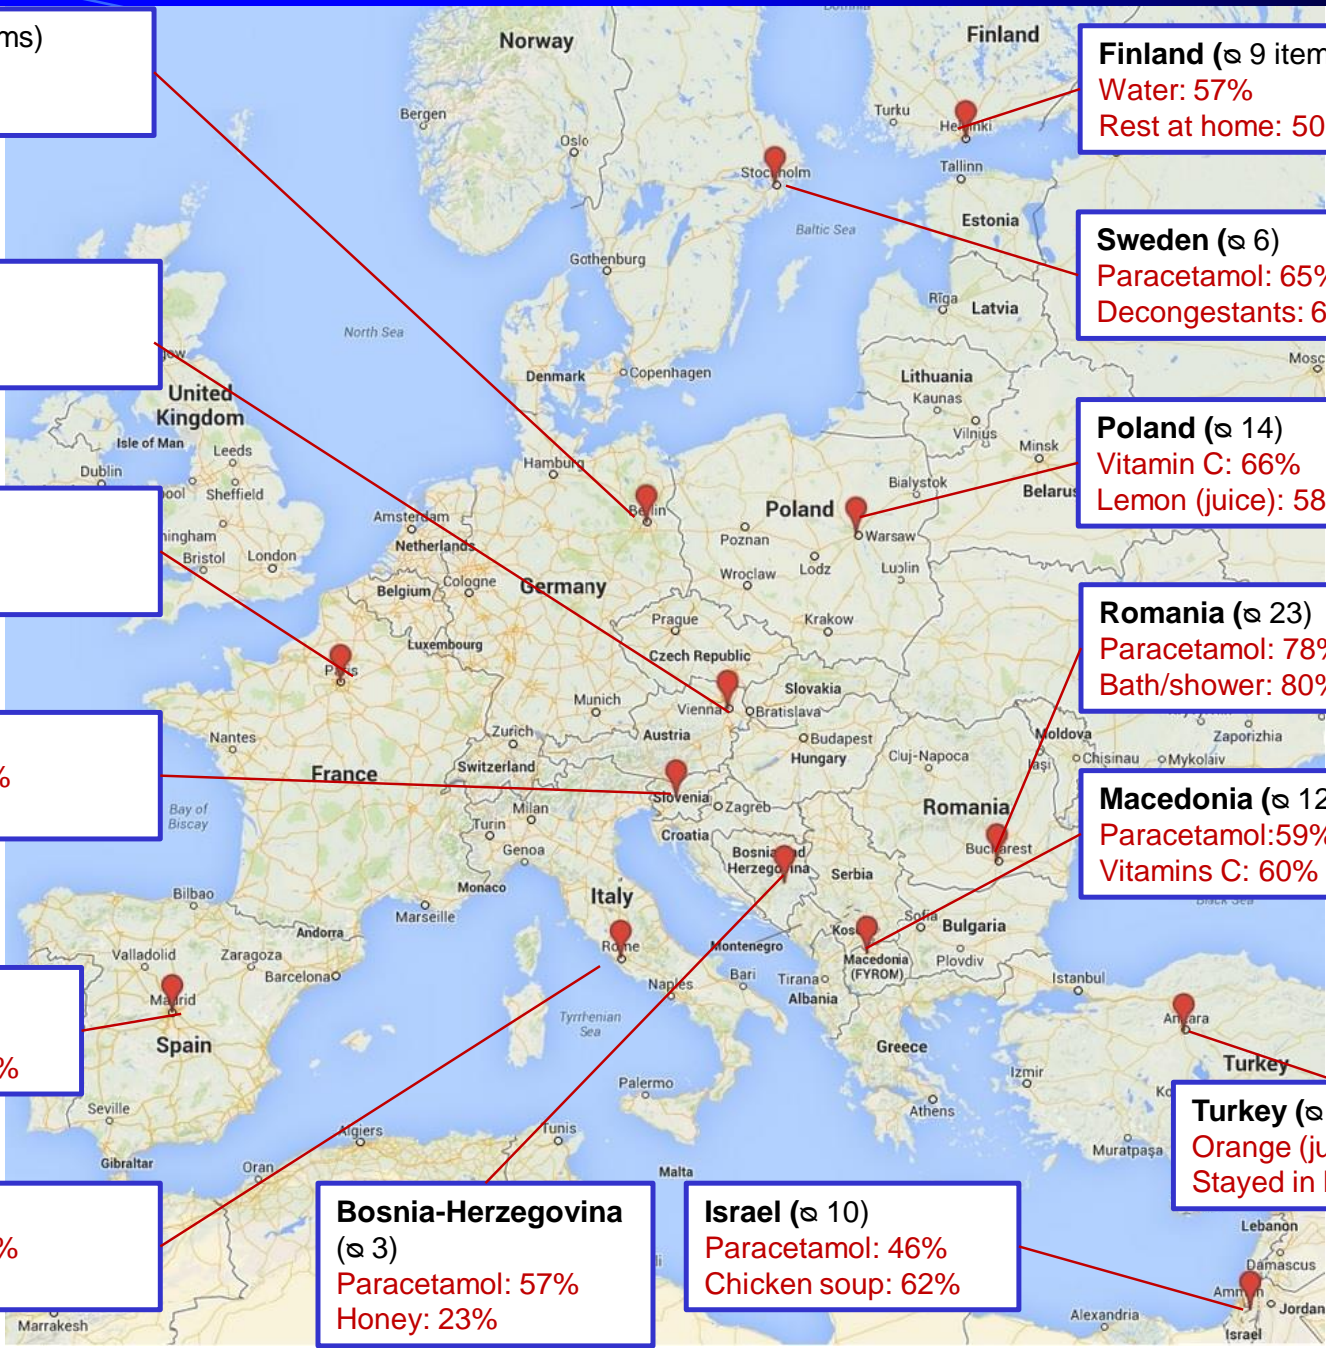 ms)
%
%
%
Finland (ᴓ 9 item
Water: 57%
Rest at home: 50
Sweden (ᴓ 6)
Paracetamol: 65%
Decongestants: 6
Poland (ᴓ 14)
Vitamin C: 66%
Lemon (juice): 58
Romania (ᴓ 23)
Paracetamol: 78%
Bath/shower: 80%
Macedonia (ᴓ 12
Paracetamol:59%
Vitamins C: 60%
Turkey (ᴓ
Orange (ju
Stayed in
Bosnia-Herzegovina
(ᴓ 3)
Paracetamol: 57%
Honey: 23%
Israel (ᴓ 10)
Paracetamol: 46%
Chicken soup: 62%
Norway
Finland
Bergen
Oslo
Turku
Helsinki
Stockholm
Tallinn
Estonia
Baltic Sea
Gothenburg
Rīga
Latvia
North Sea
Denmark
Copenhagen
Lithuania
Kaunas
Vilnius
Minsk
Belarus
Mosc
United
Kingdom
Isle of Man
Leeds
Dublin
pool
Sheffield
ingham
Bristol
London
Hamburg
Berlin
Amsterdam
Netherlands
Belgium
Cologne
Germany
Luxembourg
Poland
Bialystok
Poznan
Warsaw
Lodz
Lublin
Wroclaw
Prague
Krakow
Czech Republic
Paris
Slovakia
Munich
Vienna
Bratislava
Nantes
Zurich
Austria
Budapest
Hungary
Cluj-Napoca
Moldova
Iași
Chisinau
Mykolaiv
Zaporizhia
France
Switzerland
Slovenia
Zagreb
Bay of
Biscay
Milan
Turin
Genoa
Croatia
Romania
Bucharest
Bosnia and
Herzegovina
Serbia
Monaco
Italy
Bilbao
Marseille
Andorra
Rome
Montenegro
Kos
Sofia
Bulgaria
Black Sea
Valladolid
Zaragoza
Barcelona
Madrid
Spain
Naples
Bari
Tirana
Albania
Macedonia
(FYROM)
Plovdiv
Istanbul
Ankara
Turkey
Tyrrhenian
Sea
Greece
Izmir
Palermo
Athens
Muratpaşa
Seville
Gibraltar
Algiers
Oran
Tunis
Malta
Lebanon
Damascus
Amman
Jordan
Israel
Alexandria
Marrakesh